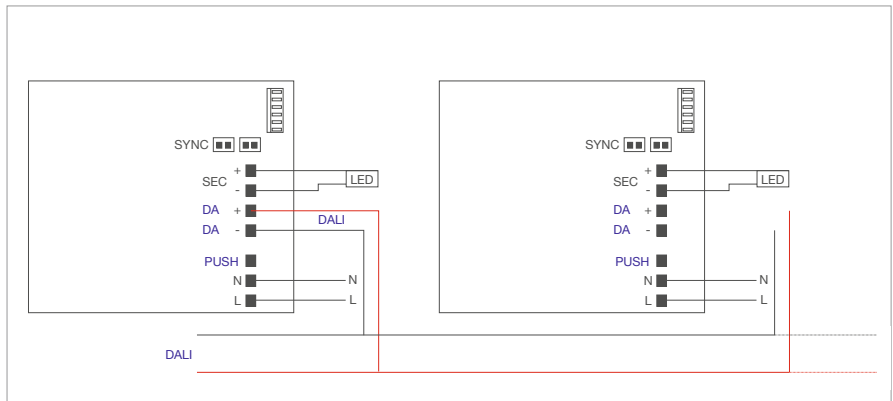 SYNC
+
SEC
-
LED
DA +
DALI
DA -
PUSH
N N
L L
SYNC
+
SEC
-
LED
DA +
DA -
PUSH
N N
L L
DALI